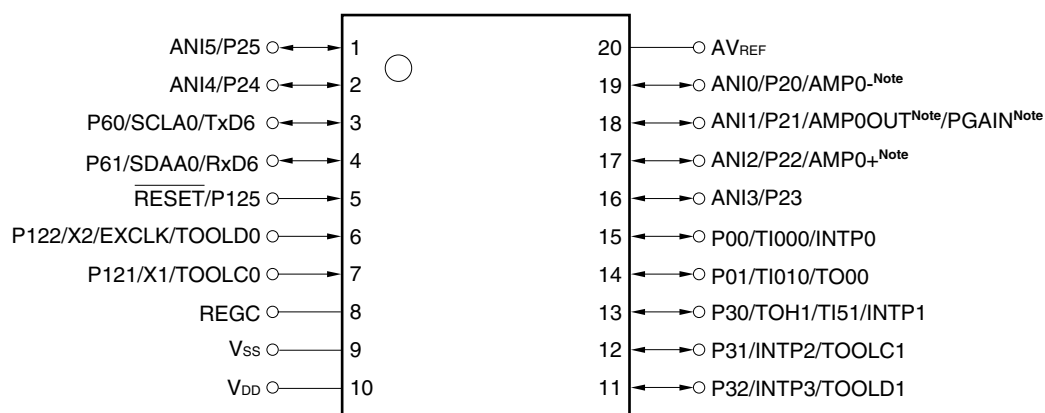 ANI5/P25 1 20 AVREF
ANI4/P24 2 19 ANI0/P20/AMP0-Note
P60/SCLA0/TxD6 3 18 ANI1/P21/AMP0OUTNote/PGAINNote
P61/SDAA0/RxD6 4 17 ANI2/P22/AMP0+Note
RESET/P125 5 16 ANI3/P23
P122/X2/EXCLK/TOOLD0 6 15 P00/TI000/INTP0
P121/X1/TOOLC0 7 14 P01/TI010/TO00
REGC 8 13 P30/TOH1/TI51/INTP1
VSS 9 12 P31/INTP2/TOOLC1
VDD 10 11 P32/INTP3/TOOLD1